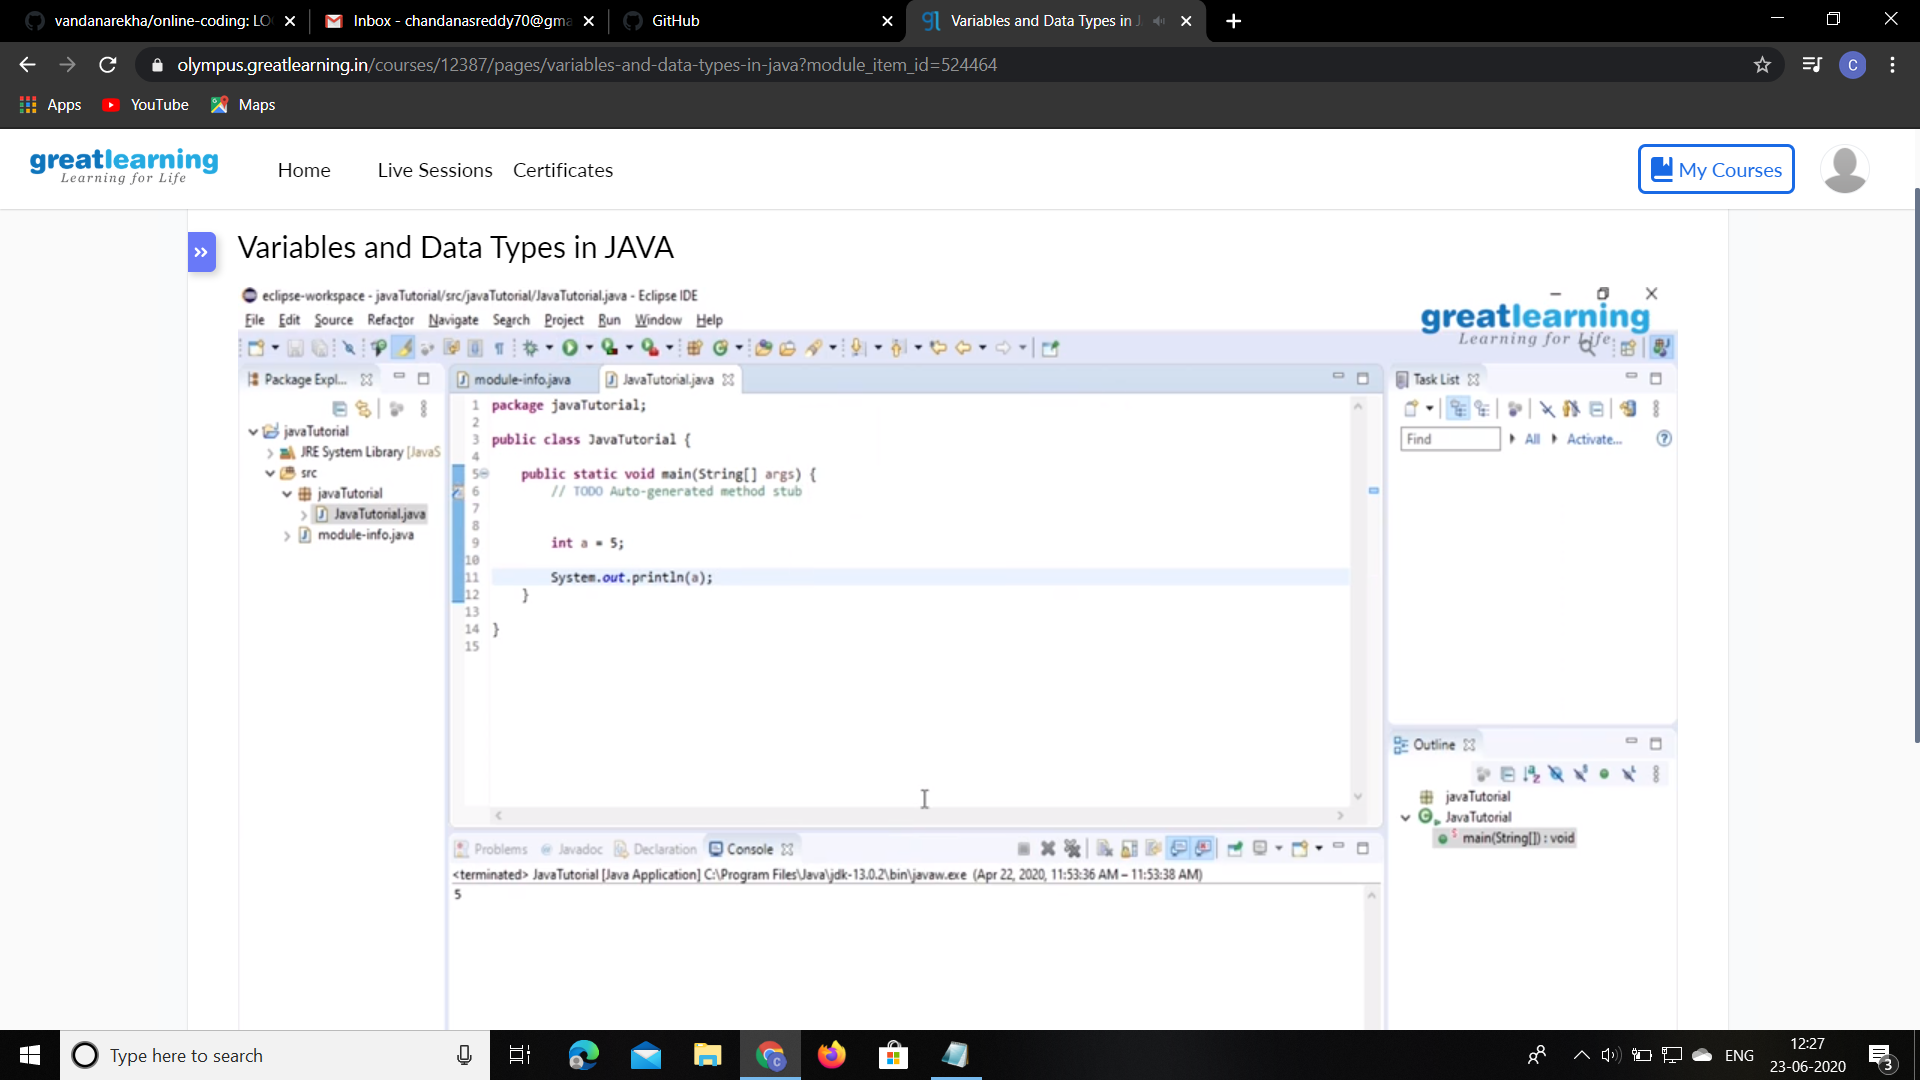 vandanarekha/online-coding: LO
Inbox - chandanasreddy70@gma
GitHub
Variables and Data Types in J
olympus.greatlearning.in/courses/12387/pages/variables-and-data-types-in-java?module_item_id=524464
C
Apps
YouTube
Maps
greatlearning
Learning for Life
Home
Live Sessions
Certificates
My Courses
»
Variables and Data Types in JAVA
eclipse-workspace - javaTutorial/src/javaTutorial/JavaTutorial.java - Eclipse IDE
File Edit Source Refactor Navigate Search Project Run Window Help
greatlearning
Learning for Life
Package Expl...
module-info.java
JavaTutorial.java
Task List
javaTutorial
JRE System Library [JavaS
src
javaTutorial
JavaTutorial.java
module-info.java
1 package javaTutorial;
2
3 public class JavaTutorial {
4
5 public static void main(String[] args) {
6 // TODO Auto-generated method stub
7
8
9 int a = 5;
10
11 System.out.println(a);
12 }
13
14 }
15
Find
All
Activate...
Outline
javaTutorial
JavaTutorial
main(String[]) : void
Problems
Javadoc
Declaration
Console
<terminated> JavaTutorial [Java Application] C:\Program Files\Java\jdk-13.0.2\bin\javaw.exe (Apr 22, 2020, 11:53:36 AM – 11:53:38 AM)
5
Type here to search
ENG
12:27
23-06-2020
3